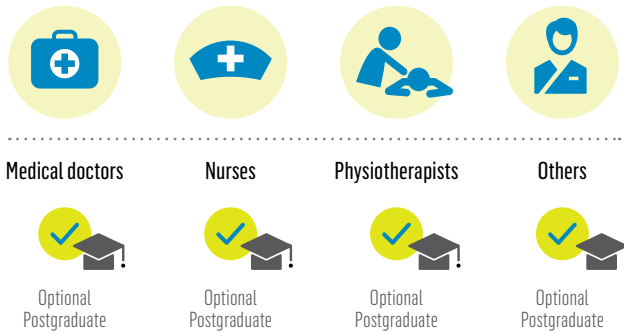 Medical doctors
Nurses
Physiotherapists
Others
Optional
Postgraduate
Optional
Postgraduate
Optional
Postgraduate
Optional
Postgraduate